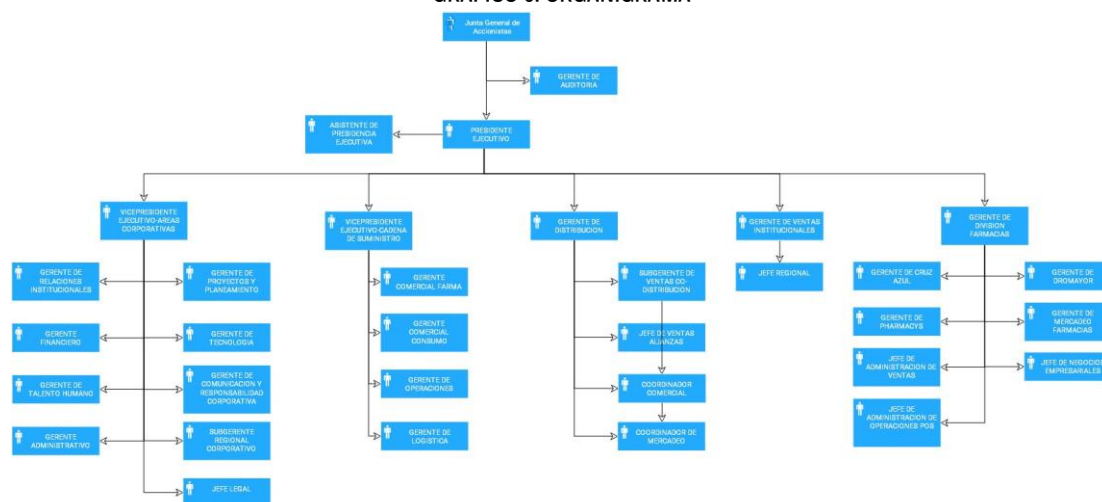 Junta General de
Accionistas
GERENTE DE
AUDITORIA
ASISTENTE DE
PRESIDENCIA
EJECUTIVA
PRESIDENTE
EJECUTIVO
VICEPRESIDENTE
EJECUTIVO-AREAS
CORPORATIVAS
VICEPRESIDENTE
EJECUTIVO-CADENA
DE SUMINISTRO
GERENTE DE
DISTRIBUCION
GERENTE DE VENTAS
INSTITUCIONALES
GERENTE DE
DIVISION
FARMACIAS
GERENTE DE
RELACIONES
INSTITUCIONALES
GERENTE DE
PROYECTOS Y
PLANEAMIENTO
GERENTE
FINANCIERO
GERENTE DE
TECNOLOGIA
GERENTE DE
TALENTO HUMANO
GERENTE DE
COMUNICACION Y
RESPONSABILIDAD
CORPORATIVA
GERENTE
ADMINISTRATIVO
SUBGERENTE
REGIONAL
CORPORATIVO
JEFE LEGAL
GERENTE
COMERCIAL FARMA
GERENTE
COMERCIAL
CONSUMO
GERENTE DE
OPERACIONES
GERENTE DE
LOGISTICA
SUBGERENTE DE
VENTAS CO-
DISTRIBUCION
JEFE DE VENTAS
ALIANZAS
COORDINADOR
COMERCIAL
COORDINADOR DE
MERCADEO
JEFE REGIONAL
GERENTE DE CRUZ
AZUL
GERENTE DE
DROMAYOR
GERENTE DE
PHARMACYS
GERENTE DE
MERCADEO
FARMACIAS
JEFE DE
ADMINISTRACION DE
VENTAS
JEFE DE NEGOCIOS
EMPRESARIALES
JEFE DE
ADMINISTRACION DE
OPERACIONES POS